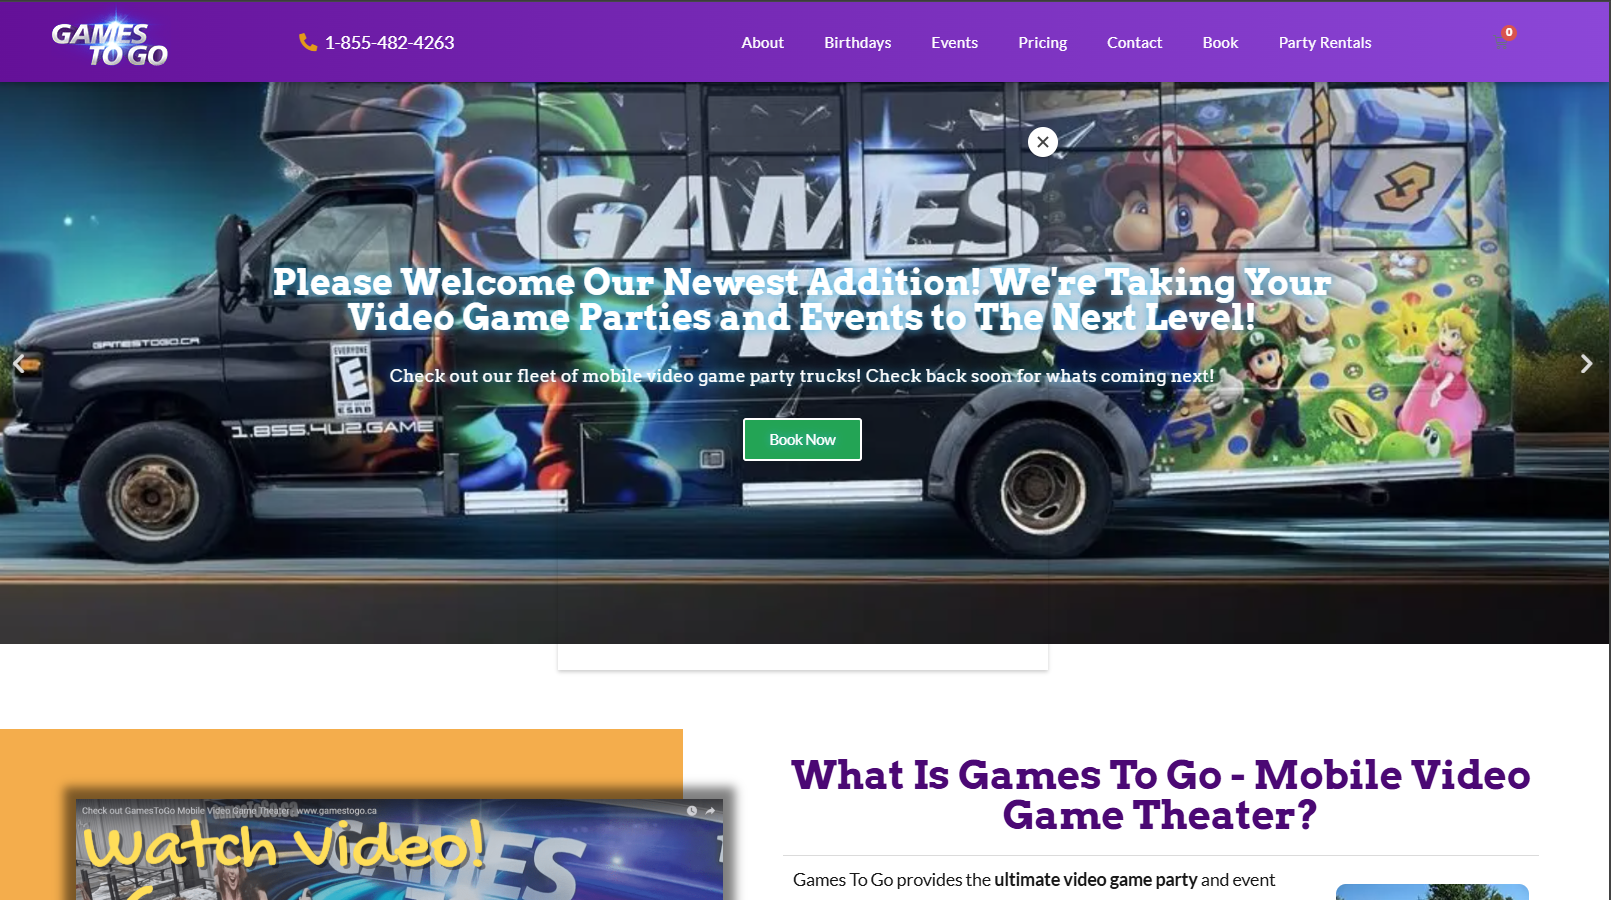 GAMES
TO GO
1-855-482-4263
About
Birthdays
Events
Pricing
Contact
Book
Party Rentals
0
GAMES
TO GO
3
Please Welcome Our Newest Addition! We're Taking Your
Video Game Parties and Events to The Next Level!
GAMESTOGO.CA
EVERYONE
E
ESRB
Check out our fleet of mobile video game party trucks! Check back soon for whats coming next!
1.855.4U2.GAME
Book Now
What Is Games To Go - Mobile Video
Game Theater?
Check out GamesToGo Mobile Video Game Theater - www.gamestogo.ca
Watch Video!
GAMES
Games To Go provides the ultimate video game party and event